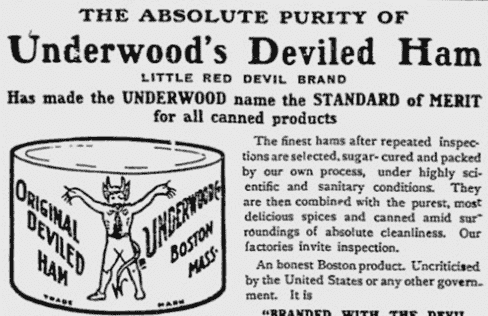 THE ABSOLUTE PURITY OF
Underwood's Deviled Ham
LITTLE RED DEVIL BRAND
Has made the UNDERWOOD name the STANDARD of MERIT
for all canned products
ORIGINAL
DEVILED
HAM
UNDERWOOD
BOSTON
MASS.
TRADE MARK
The finest hams after repeated inspec-
tions are selected, sugar- cured and packed
by our own process, under highly sci-
entific and sanitary conditions. They
are then combined with the purest, most
delicious spices and canned amid sur-
roundings of absolute cleanliness. Our
factories invite inspection.
An honest Boston product. Uncriticised
by the United States or any other govern-
ment. It is
"BRANDED WITH THE DEVIL